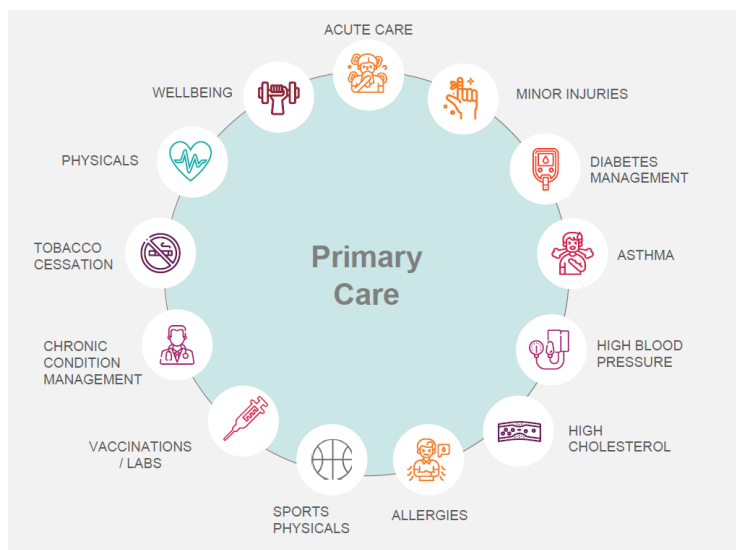 ACUTE CARE
MINOR INJURIES
DIABETES
MANAGEMENT
ASTHMA
HIGH BLOOD
PRESSURE
HIGH
CHOLESTEROL
ALLERGIES
SPORTS
PHYSICALS
VACCINATIONS
/ LABS
CHRONIC
CONDITION
MANAGEMENT
TOBACCO
CESSATION
PHYSICALS
WELLBEING
Primary
Care